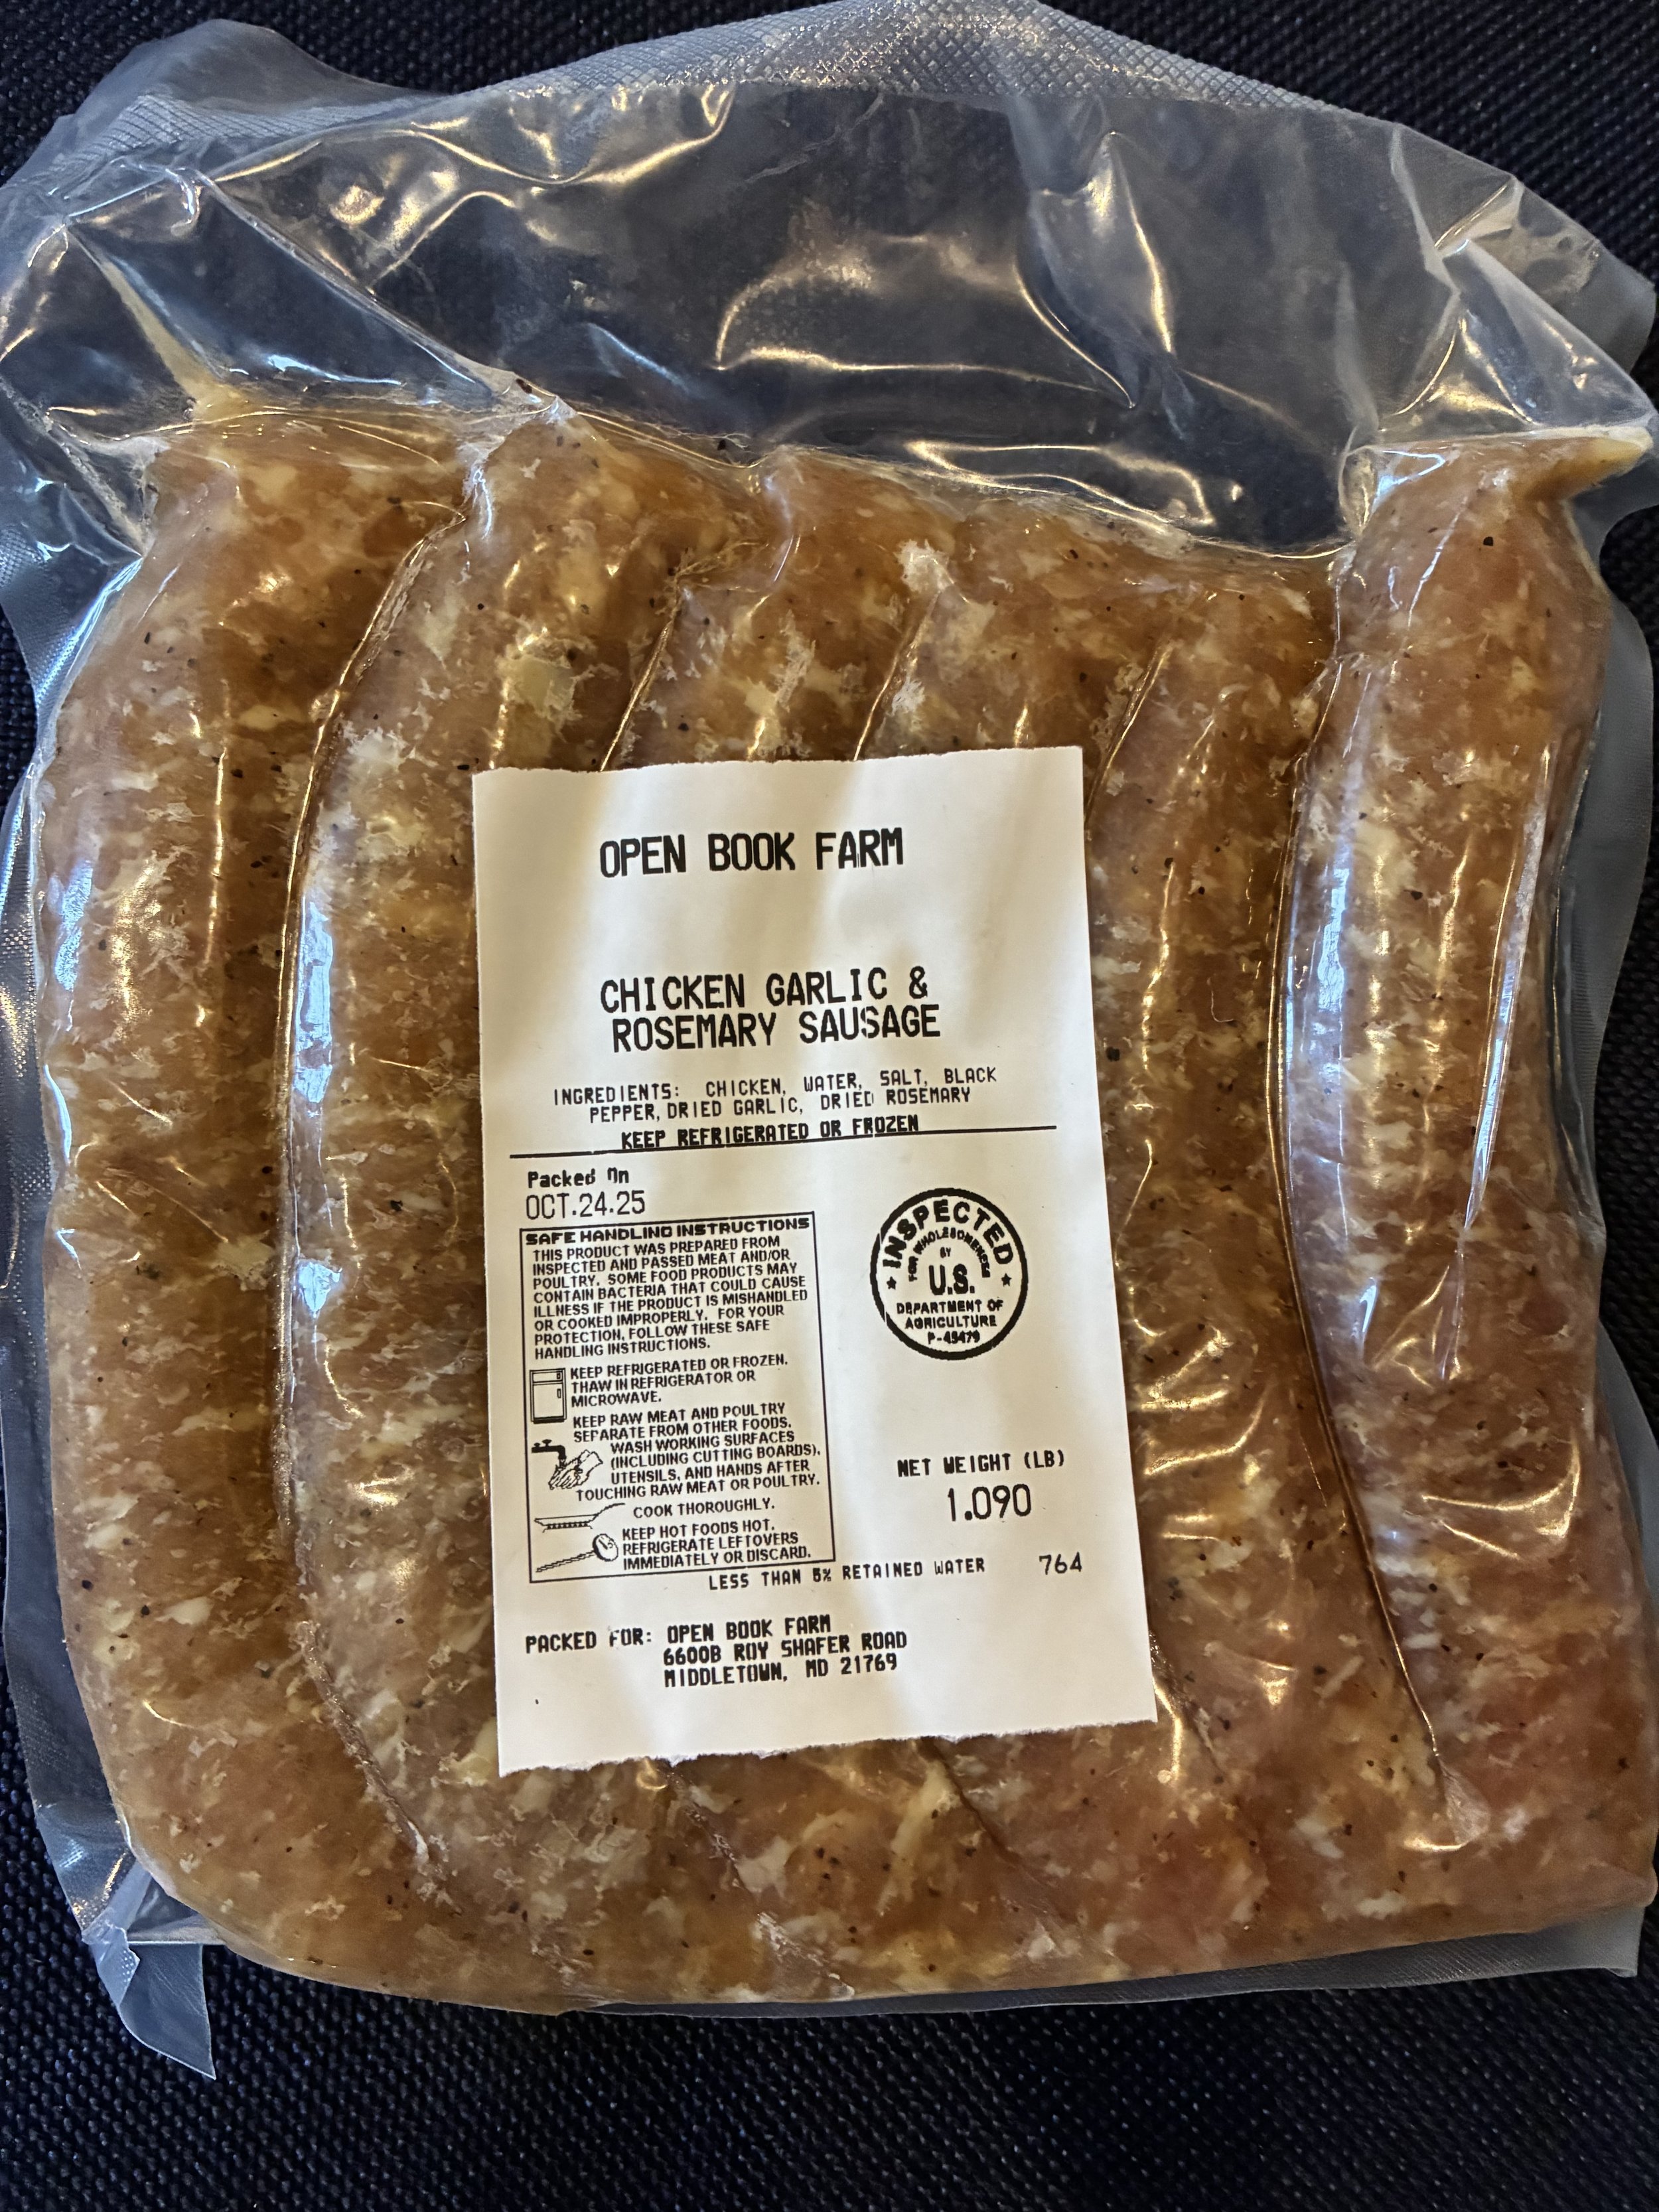 OPEN BOOK FARM
CHICKEN GARLIC &
ROSEMARY SAUSAGE
INGREDIENTS: CHICKEN, WATER, SALT, BLACK
PEPPER, DRIED GARLIC, DRIED ROSEMARY
KEEP REFRIGERATED OR FROZEN
Packed On
OCT.24.25
SAFE HANDLING INSTRUCTIONS
THIS PRODUCT WAS PREPARED FROM
INSPECTED AND PASSED MEAT AND/OR
POULTRY. SOME FOOD PRODUCTS MAY
CONTAIN BACTERIA THAT COULD CAUSE
ILLNESS IF THE PRODUCT IS MISHANDLED
OR COOKED IMPROPERLY. FOR YOUR
PROTECTION, FOLLOW THESE SAFE
HANDLING INSTRUCTIONS.
KEEP REFRIGERATED OR FROZEN.
THAW IN REFRIGERATOR OR
MICROWAVE.
KEEP RAW MEAT AND POULTRY
SEPARATE FROM OTHER FOODS.
WASH WORKING SURFACES
(INCLUDING CUTTING BOARDS),
UTENSILS, AND HANDS AFTER
TOUCHING RAW MEAT OR POULTRY.
COOK THOROUGHLY.
KEEP HOT FOODS HOT.
REFRIGERATE LEFTOVERS
IMMEDIATELY OR DISCARD.
INSPECTED
FOR WHOLESOMENESS
BY
U.S.
DEPARTMENT OF
AGRICULTURE
P-45479
NET WEIGHT (LB)
1.090
LESS THAN 5% RETAINED WATER 764
PACKED FOR: OPEN BOOK FARM
6600B ROY SHAFER ROAD
MIDDLETOWN, MD 21769